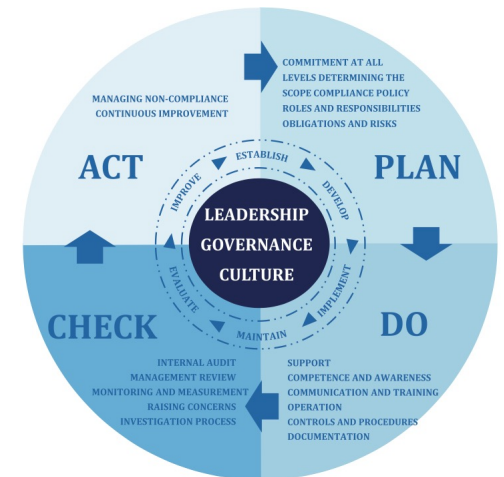 COMMITMENT AT ALL
LEVELS DETERMINING THE
SCOPE COMPLIANCE POLICY
ROLES AND RESPONSIBILITIES
OBLIGATIONS AND RISKS
MANAGING NON-COMPLIANCE
CONTINUOUS IMPROVEMENT
ACT
PLAN
ESTABLISH
DEVELOP
IMPLEMENT
MAINTAIN
EVALUATE
IMPROVE
LEADERSHIP
GOVERNANCE
CULTURE
CHECK
DO
INTERNAL AUDIT
MANAGEMENT REVIEW
MONITORING AND MEASUREMENT
RAISING CONCERNS
INVESTIGATION PROCESS
SUPPORT
COMPETENCE AND AWARENESS
COMMUNICATION AND TRAINING
OPERATION
CONTROLS AND PROCEDURES
DOCUMENTATION